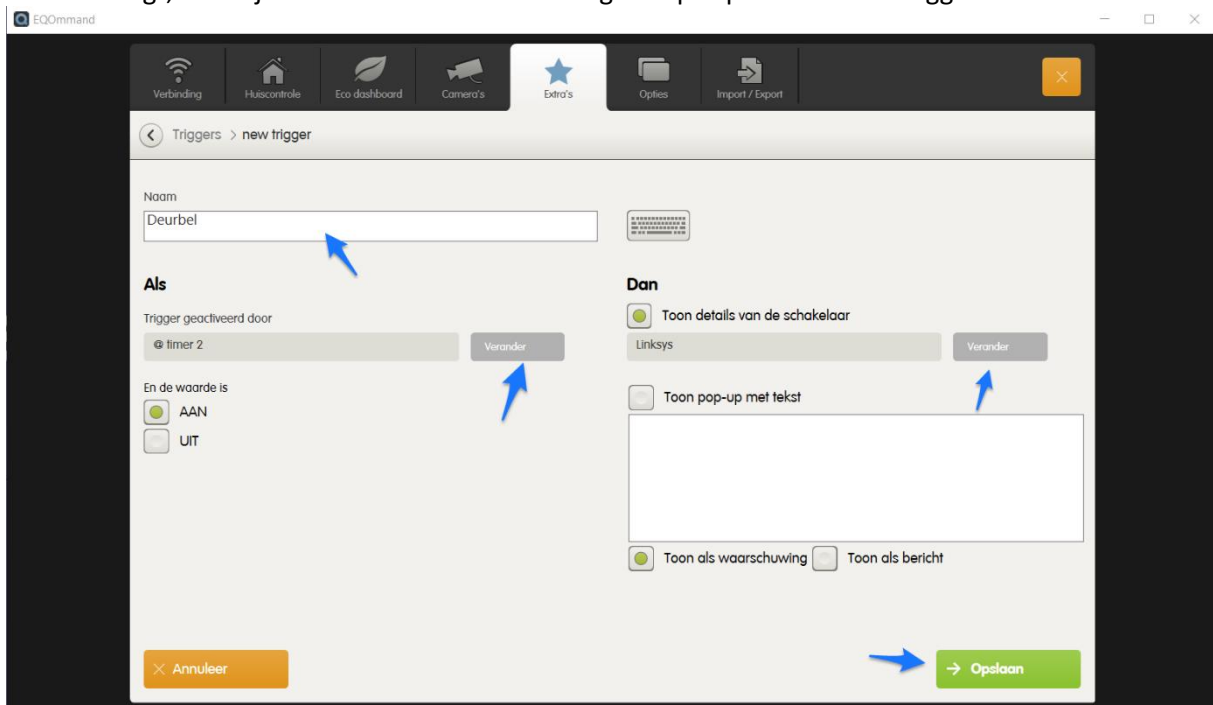 EQOmmand
Verbinding Huiscontrole Eco dashboard Camera's Extra's Opties Import / Export
Triggers > new trigger
Naam
Deurbel
Als
Trigger geactiveerd door
@ timer 2 Verander
En de waarde is
AAN
UIT
Dan
Toon details van de schakelaar
Linksys Verander
Toon pop-up met tekst
Toon als waarschuwing Toon als bericht
Annuleer
Opslaan